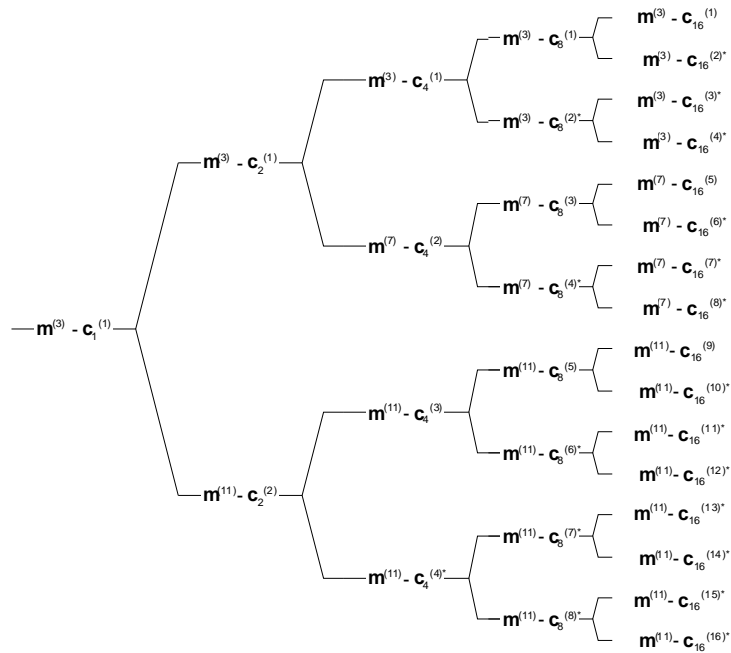 m(3) - c16(1)
m(3) - c8(1)
m(3) - c16(2)*
m(3) - c4(1)
m(3) - c16(3)*
m(3) - c8(2)*
m(3) - c16(4)*
m(3) - c2(1)
m(7) - c16(5)
m(7) - c8(3)
m(7) - c16(6)*
m(7) - c4(2)
m(7) - c16(7)*
m(7) - c8(4)*
m(7) - c16(8)*
m(3) - c1(1)
m(11) - c16(9)
m(11) - c8(5)
m(11) - c16(10)*
m(11) - c4(3)
m(11) - c16(11)*
m(11) - c8(6)*
m(11) - c16(12)*
m(11) - c2(2)
m(11) - c16(13)*
m(11) - c8(7)*
m(11) - c16(14)*
m(11) - c4(4)*
m(11) - c16(15)*
m(11) - c8(8)*
m(11) - c16(16)*